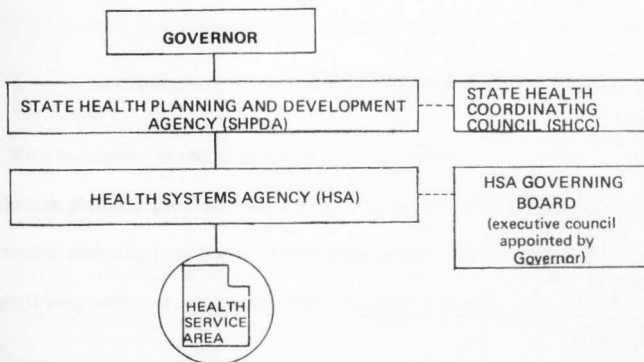 GOVERNOR
STATE HEALTH PLANNING AND DEVELOPMENT
AGENCY (SHPDA)
STATE HEALTH
COORDINATING
COUNCIL (SHCC)
HEALTH SYSTEMS AGENCY (HSA)
HSA GOVERNING
BOARD
(executive council
appointed by
Governor)
HEALTH
SERVICE
AREA